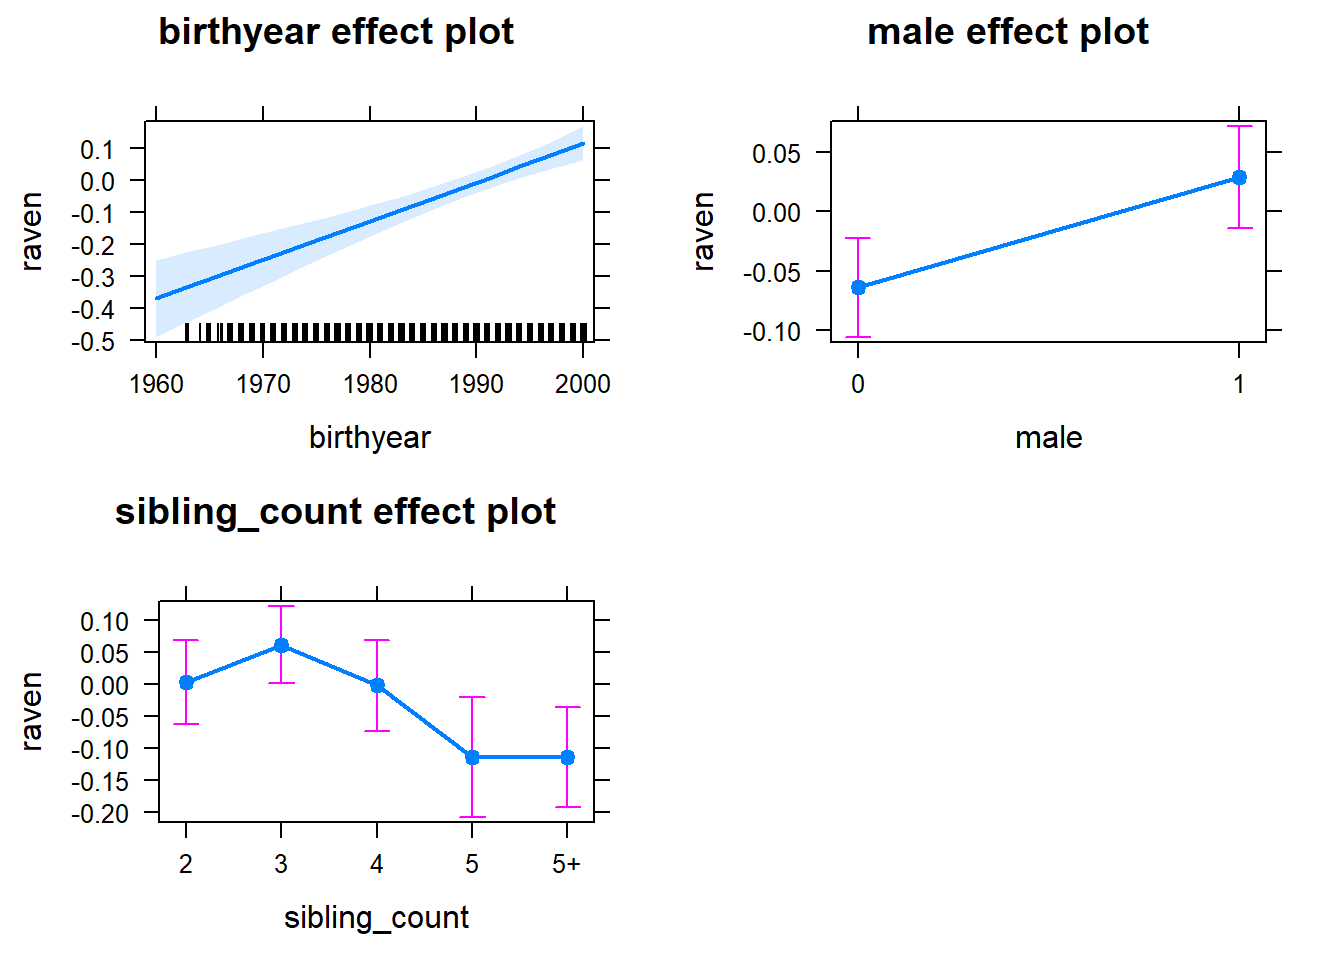 birthyear effect plot
raven
0.1
0.0
-0.1
-0.2
-0.3
-0.4
-0.5
1960 1970 1980 1990 2000
birthyear
male effect plot
raven
0.05
0.00
-0.05
-0.10
0 1
male
sibling_count effect plot
raven
0.10
0.05
0.00
-0.05
-0.10
-0.15
-0.20
2 3 4 5 5+
sibling_count